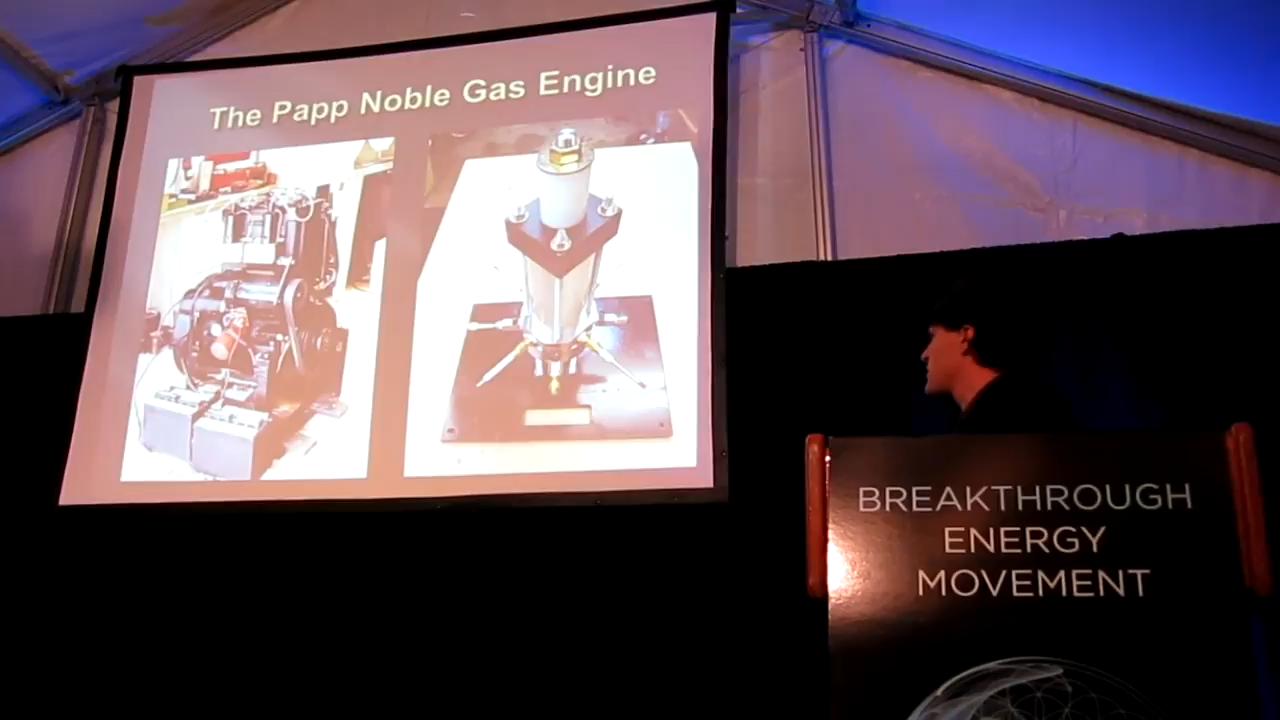 The Papp Noble Gas Engine
BREAKTHROUGH
ENERGY
MOVEMENT